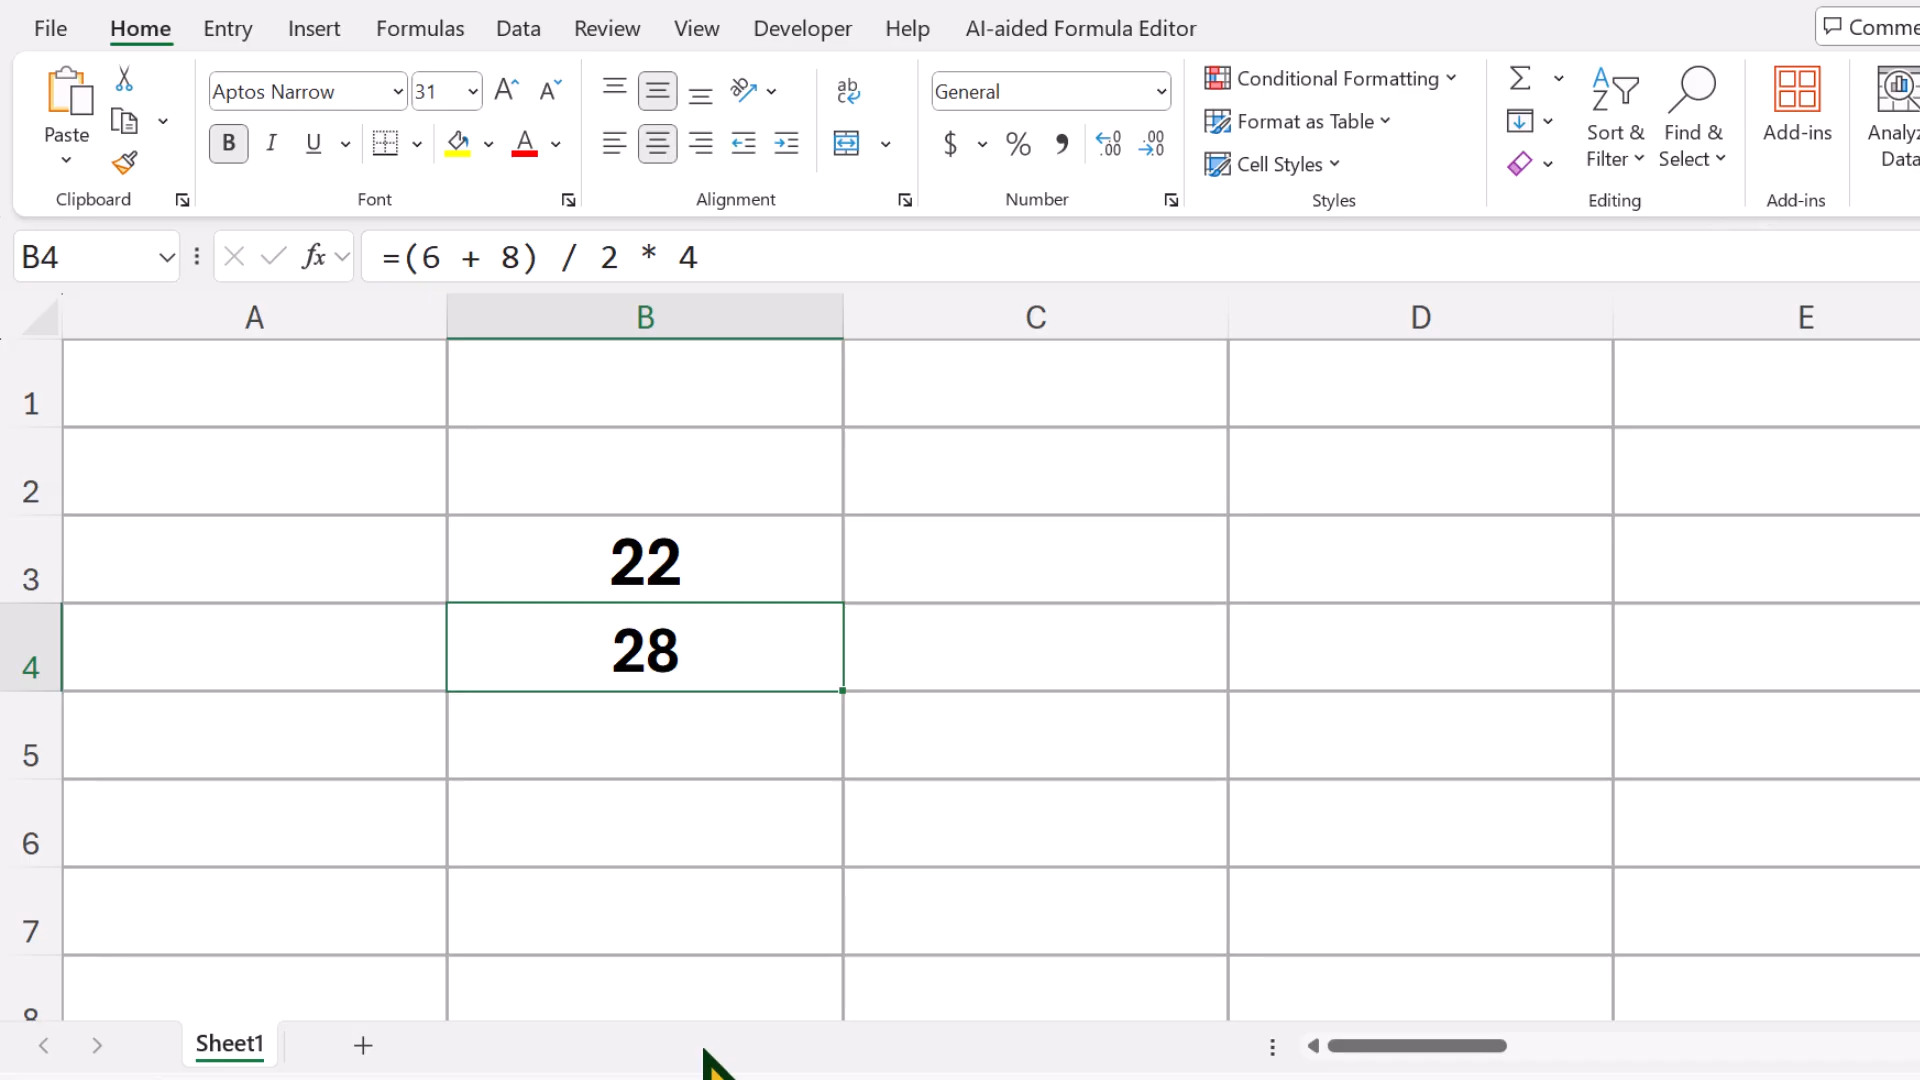 File Home Entry Insert Formulas Data Review View Developer Help AI-aided Formula Editor Comme
Aptos Narrow 31 General Conditional Formatting
Paste B I U Format as Table Sort & Filter Find & Select Add-ins Analyz Data
Cell Styles
Clipboard Font Alignment Number Styles Editing Add-ins
B4 fx =(6 + 8) / 2 * 4
A B C D E
1
2
3 22
4 28
5
6
7
8
Sheet1